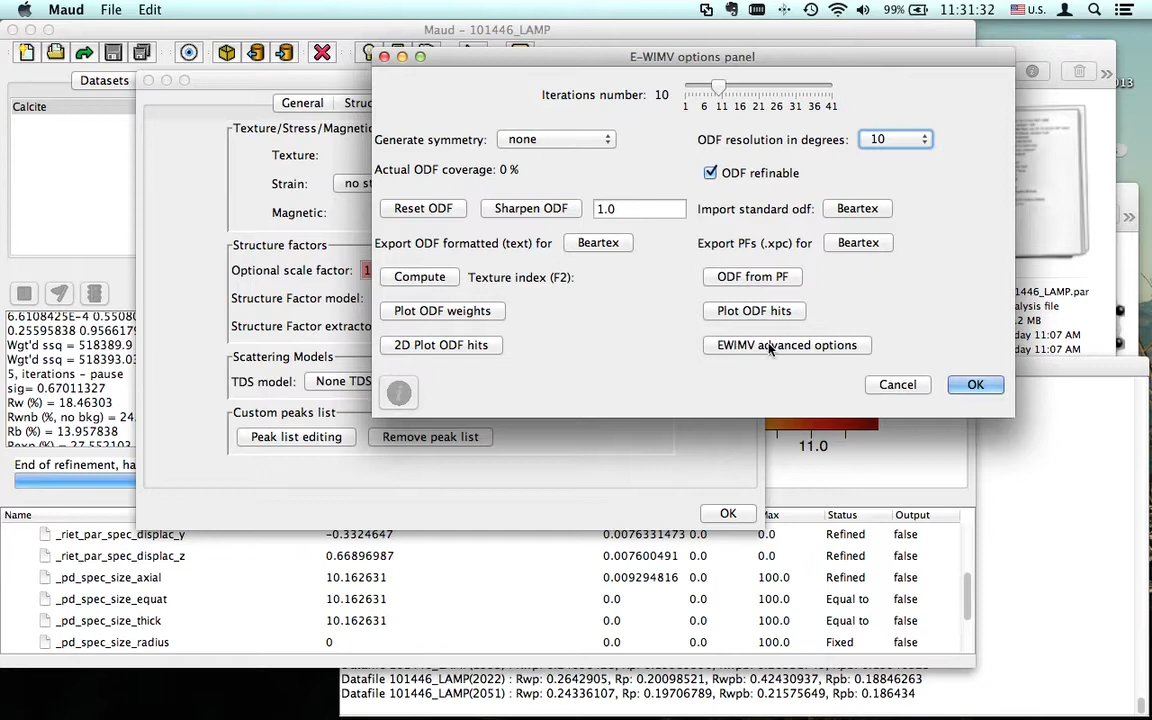 Maud File Edit 99% 11:31:32 U.S.
Maud - 101446_LAMP
E-WIMV options panel
Datasets
Calcite
General Struc
Iterations number: 10
1 6 11 16 21 26 31 36 41
Texture/Stress/Magnetic
Texture:
Strain: no st
Magnetic:
Generate symmetry: none
ODF resolution in degrees: 10
Actual ODF coverage: 0 %
ODF refinable
Reset ODF Sharpen ODF 1.0 Import standard odf: Beartex
Export ODF formatted (text) for Beartex Export PFs (.xpc) for Beartex
Compute Texture index (F2): ODF from PF
Plot ODF weights Plot ODF hits
2D Plot ODF hits EWIMV advanced options
Cancel OK
Structure factors
Optional scale factor: 1
Structure Factor model:
Structure Factor extracto
Scattering Models
TDS model: None TDS
Custom peaks list
Peak list editing Remove peak list
OK
11.0
0.25595838 0.9566179
Wgt'd ssq = 518389.9
Wgt'd ssq = 518393.0
5, iterations - pause
sig= 0.67011327
Rw (%) = 18.46303
Rwnb (%, no bkg) = 24.
Rb (%) = 13.957838
Rexp (%) = 27.552103
End of refinement, ha
013
1446_LAMP.par
alysis file
.2 MB
day 11:07 AM
day 11:07 AM
Name Max Status Output
_riet_par_spec_displac_y -0.3324647 0.0076331473 0.0 0.0 Refined false
_riet_par_spec_displac_z 0.66896987 0.007600491 0.0 0.0 Refined false
_pd_spec_size_axial 10.162631 0.009294816 0.0 100.0 Refined false
_pd_spec_size_equat 10.162631 0.0 0.0 100.0 Equal to false
_pd_spec_size_thick 10.162631 0.0 0.0 100.0 Equal to false
_pd_spec_size_radius 0 0.0 0.0 100.0 Fixed false
Datafile 101446_LAMP(2022) : Rwp: 0.2642905, Rp: 0.20098521, Rwpb: 0.42430937, Rpb: 0.18846263
Datafile 101446_LAMP(2051) : Rwp: 0.24336107, Rp: 0.19706789, Rwpb: 0.21575649, Rpb: 0.186434